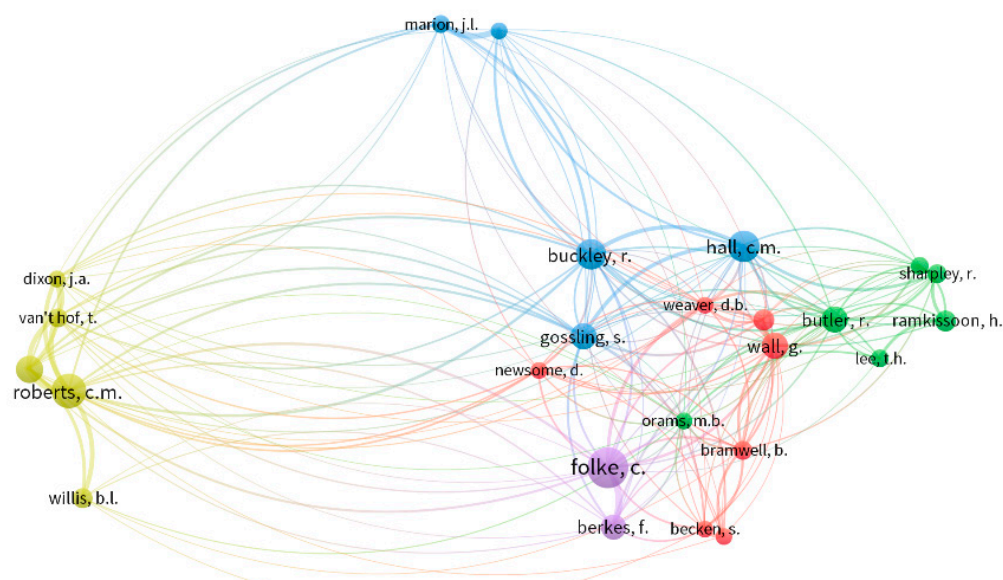 marion, j.l.
hall, c.m.
buckley, r.
sharpley, r.
dixon, j.a.
weaver, d.b.
van't hof, t.
butler, r.
ramkissoon, h.
gossling, s.
wall, g.
lee, t.h.
newsome, d.
roberts, c.m.
orams, m.b.
bramwell, b.
folke, c.
willis, b.l.
berkes, f.
becken, s.